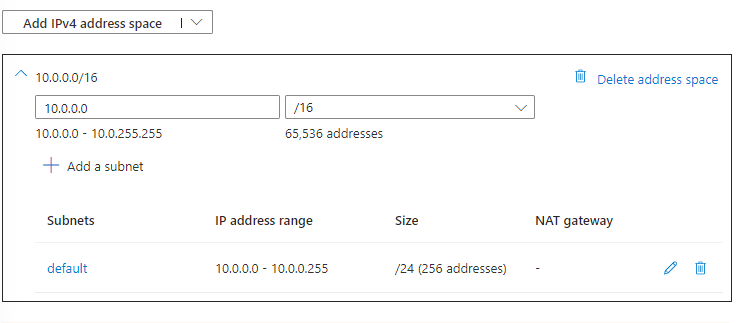 Add IPv4 address space
10.0.0.0/16
Delete address space
10.0.0.0
/16
10.0.0.0 - 10.0.255.255
65,536 addresses
Add a subnet
Subnets IP address range Size NAT gateway
default 10.0.0.0 - 10.0.0.255 /24 (256 addresses) -